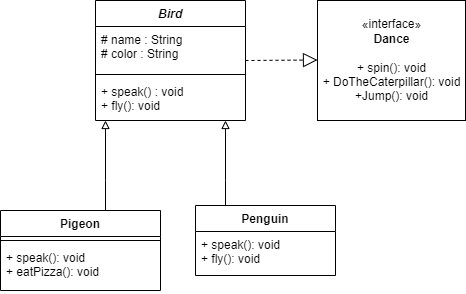 Bird
# name : String
# color : String
+ speak() : void
+ fly(): void
«interface»
Dance
+ spin(): void
+ DoTheCaterpillar(): void
+Jump(): void
Pigeon
+ speak(): void
+ eatPizza(): void
Penguin
+ speak(): void
+ fly(): void